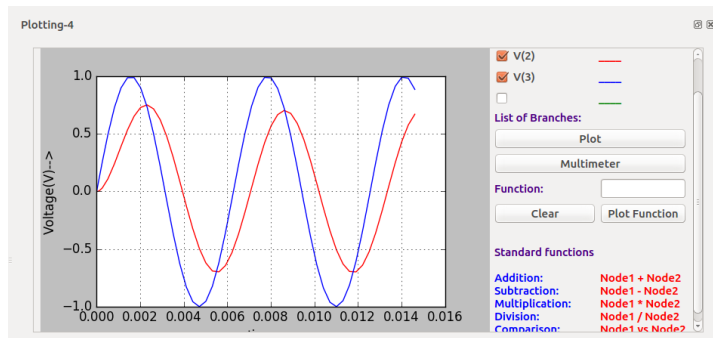 Plotting-4
1.0
0.5
0.0
−0.5
−1.0
Voltage(V)-->
0.000 0.002 0.004 0.006 0.008 0.010 0.012 0.014 0.016
V(2)
V(3)
List of Branches:
Plot
Multimeter
Function:
Clear Plot Function
Standard functions
Addition: Node1 + Node2
Subtraction: Node1 - Node2
Multiplication: Node1 * Node2
Division: Node1 / Node2
Comparison: Node1 vs Node2